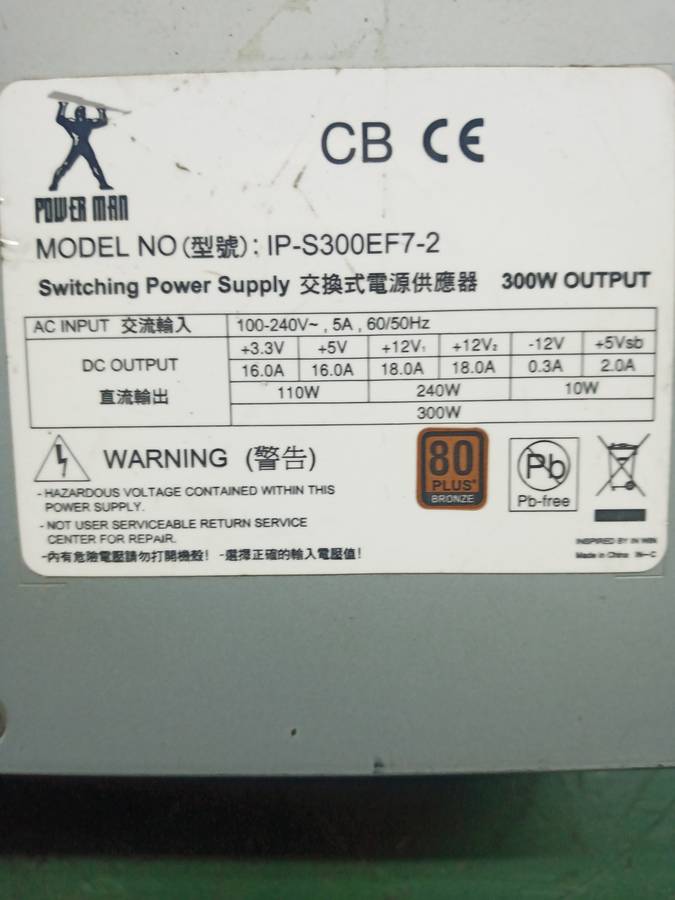 CB CE
POWER MAN
MODEL NO (型號): IP-S300EF7-2
Switching Power Supply 交換式電源供應器 300W OUTPUT
AC INPUT 交流輸入 100-240V~ , 5A , 60/50Hz
DC OUTPUT 直流輸出
+3.3V +5V +12V₁ +12V₂ -12V +5Vsb
16.0A 16.0A 18.0A 18.0A 0.3A 2.0A
110W 240W 10W
300W
WARNING (警告)
- HAZARDOUS VOLTAGE CONTAINED WITHIN THIS
POWER SUPPLY.
- NOT USER SERVICEABLE RETURN SERVICE
CENTER FOR REPAIR.
-內有危險電壓請勿打開機殼! -選擇正確的輸入電壓值!
80
PLUS®
BRONZE
Pb
Pb-free
INSPIRED BY IN WIN
Made in China IN-C